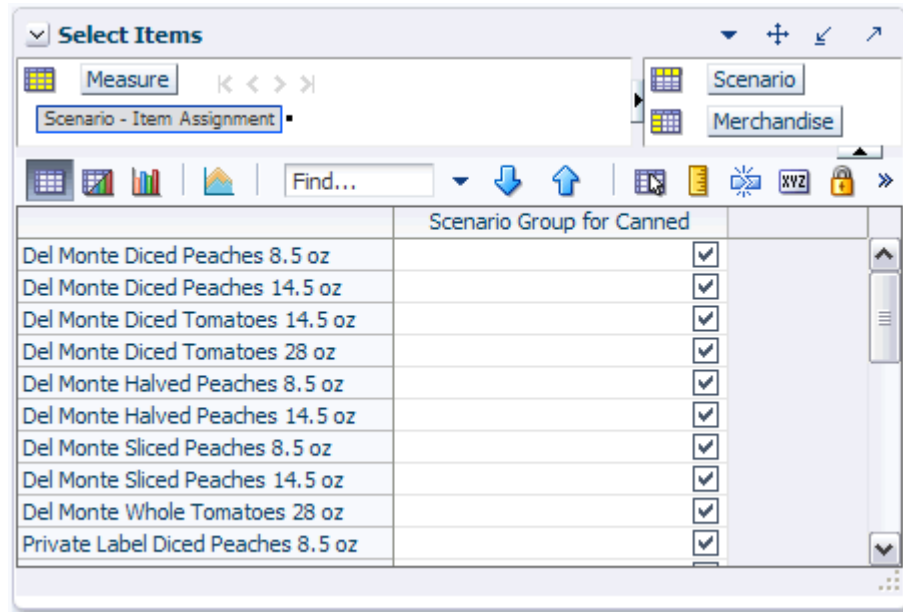 Select Items
Measure
Scenario
Scenario - Item Assignment
Merchandise
Find...
XYZ
Scenario Group for Canned
Del Monte Diced Peaches 8.5 oz
Del Monte Diced Peaches 14.5 oz
Del Monte Diced Tomatoes 14.5 oz
Del Monte Diced Tomatoes 28 oz
Del Monte Halved Peaches 8.5 oz
Del Monte Halved Peaches 14.5 oz
Del Monte Sliced Peaches 8.5 oz
Del Monte Sliced Peaches 14.5 oz
Del Monte Whole Tomatoes 28 oz
Private Label Diced Peaches 8.5 oz